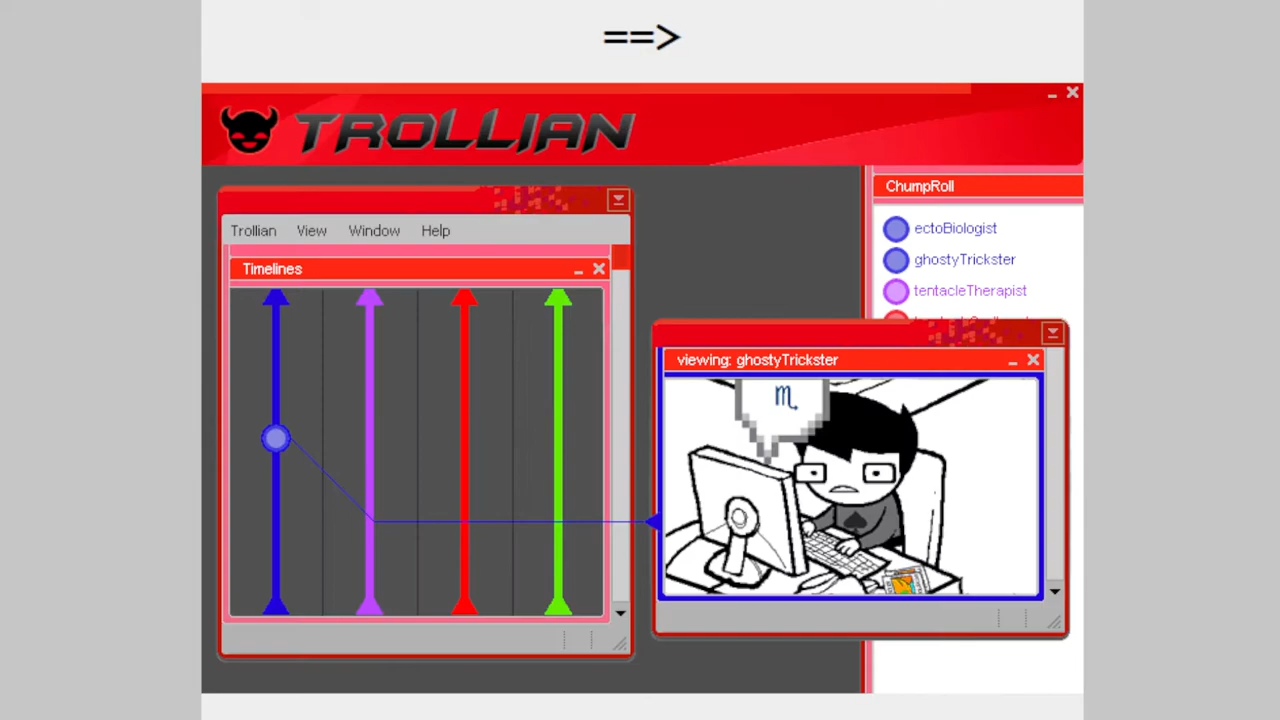 ==>
TROLLIAN
ChumpRoll
Trollian View Window Help
ectoBiologist
ghostyTrickster
Timelines
tentacleTherapist
viewing: ghostyTrickster
♏